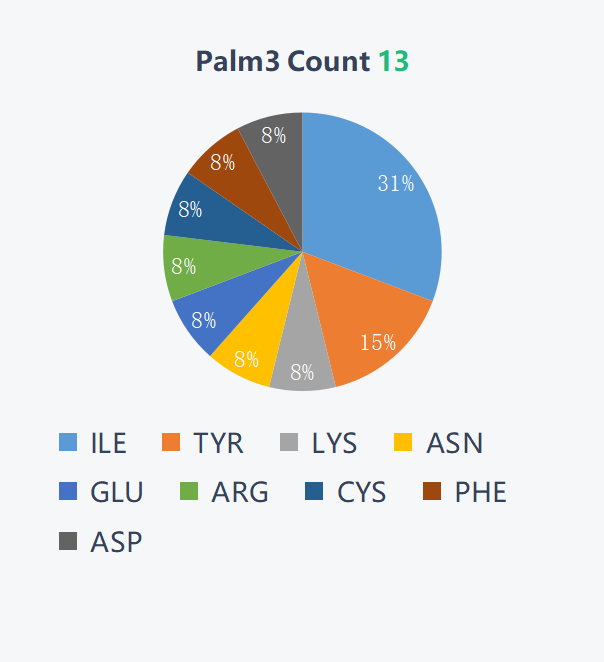 Palm3 Count 13
8%
31%
8%
8%
8%
8%
15%
8%
8%
ILE TYR LYS ASN
GLU ARG CYS PHE
ASP